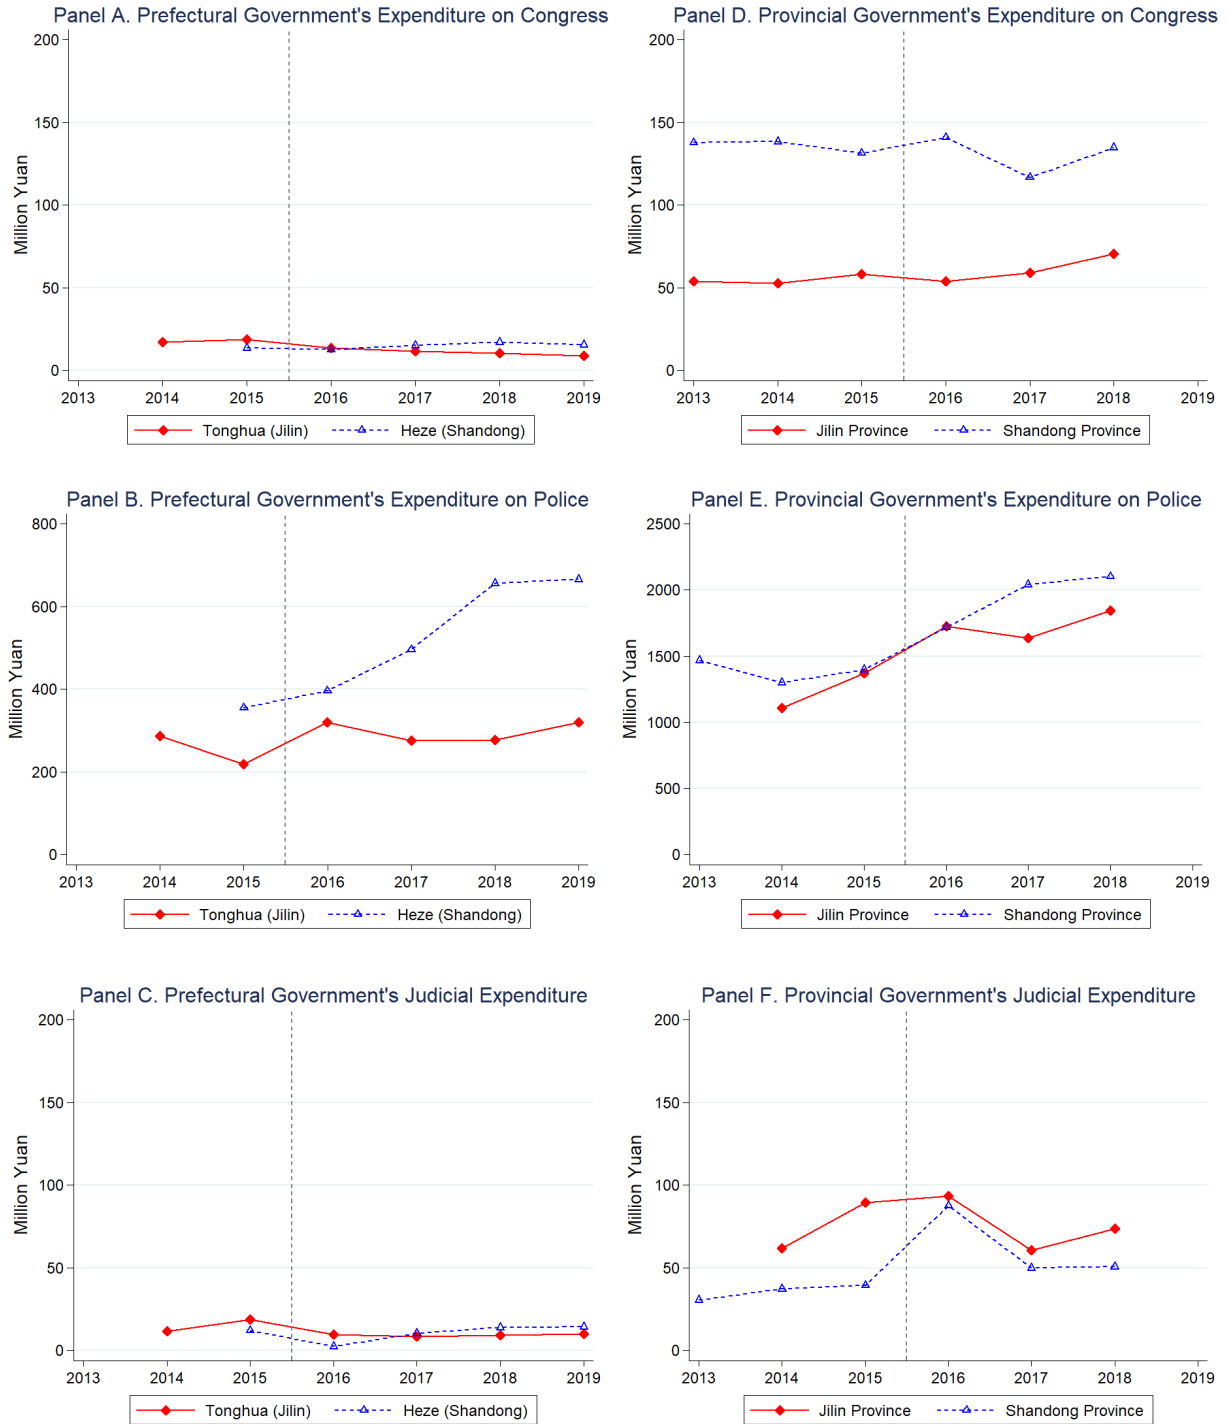 Panel A. Prefectural Government's Expenditure on Congress
200
150
100
50
0
Million Yuan
2013 2014 2015 2016 2017 2018 2019
Tonghua (Jilin) Heze (Shandong)
Panel D. Provincial Government's Expenditure on Congress
200
150
100
50
0
Million Yuan
2013 2014 2015 2016 2017 2018 2019
Jilin Province Shandong Province
Panel B. Prefectural Government's Expenditure on Police
800
600
400
200
0
Million Yuan
2013 2014 2015 2016 2017 2018 2019
Tonghua (Jilin) Heze (Shandong)
Panel E. Provincial Government's Expenditure on Police
2500
2000
1500
1000
500
0
Million Yuan
2013 2014 2015 2016 2017 2018 2019
Jilin Province Shandong Province
Panel C. Prefectural Government's Judicial Expenditure
200
150
100
50
0
Million Yuan
2013 2014 2015 2016 2017 2018 2019
Tonghua (Jilin) Heze (Shandong)
Panel F. Provincial Government's Judicial Expenditure
200
150
100
50
0
Million Yuan
2013 2014 2015 2016 2017 2018 2019
Jilin Province Shandong Province